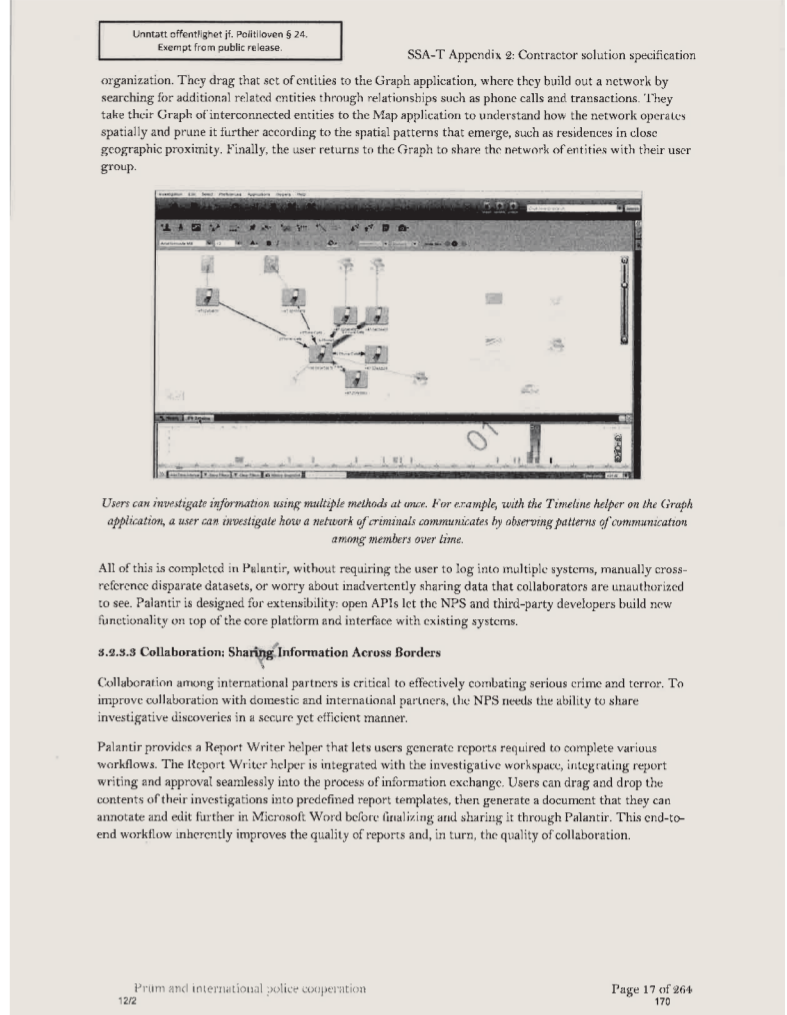 Unntatt offentlighet jf. Politiloven § 24.
Exempt from public release.
SSA-T Appendix 2: Contractor solution specification
organization. They drag that set of entities to the Graph application, where they build out a network by
searching for additional related entities through relationships such as phone calls and transactions. They
take their Graph of interconnected entities to the Map application to understand how the network operates
spatially and prune it further according to the spatial patterns that emerge, such as residences in close
geographic proximity. Finally, the user returns to the Graph to share the network of entities with their user
group.
01
Users can investigate information using multiple methods at once. For example, with the Timeline helper on the Graph
application, a user can investigate how a network of criminals communicates by observing patterns of communication
among members over time.
All of this is completed in Palantir, without requiring the user to log into multiple systems, manually cross-
reference disparate datasets, or worry about inadvertently sharing data that collaborators are unauthorized
to see. Palantir is designed for extensibility: open APIs let the NPS and third-party developers build new
functionality on top of the core platform and interface with existing systems.
3.2.3.3 Collaboration: Sharing Information Across Borders
Collaboration among international partners is critical to effectively combating serious crime and terror. To
improve collaboration with domestic and international partners, the NPS needs the ability to share
investigative discoveries in a secure yet efficient manner.
Palantir provides a Report Writer helper that lets users generate reports required to complete various
workflows. The Report Writer helper is integrated with the investigative workspace, integrating report
writing and approval seamlessly into the process of information exchange. Users can drag and drop the
contents of their investigations into predefined report templates, then generate a document that they can
annotate and edit further in Microsoft Word before finalizing and sharing it through Palantir. This end-to-
end workflow inherently improves the quality of reports and, in turn, the quality of collaboration.
Prüm and international police cooperation
Page 17 of 264
12/2
170